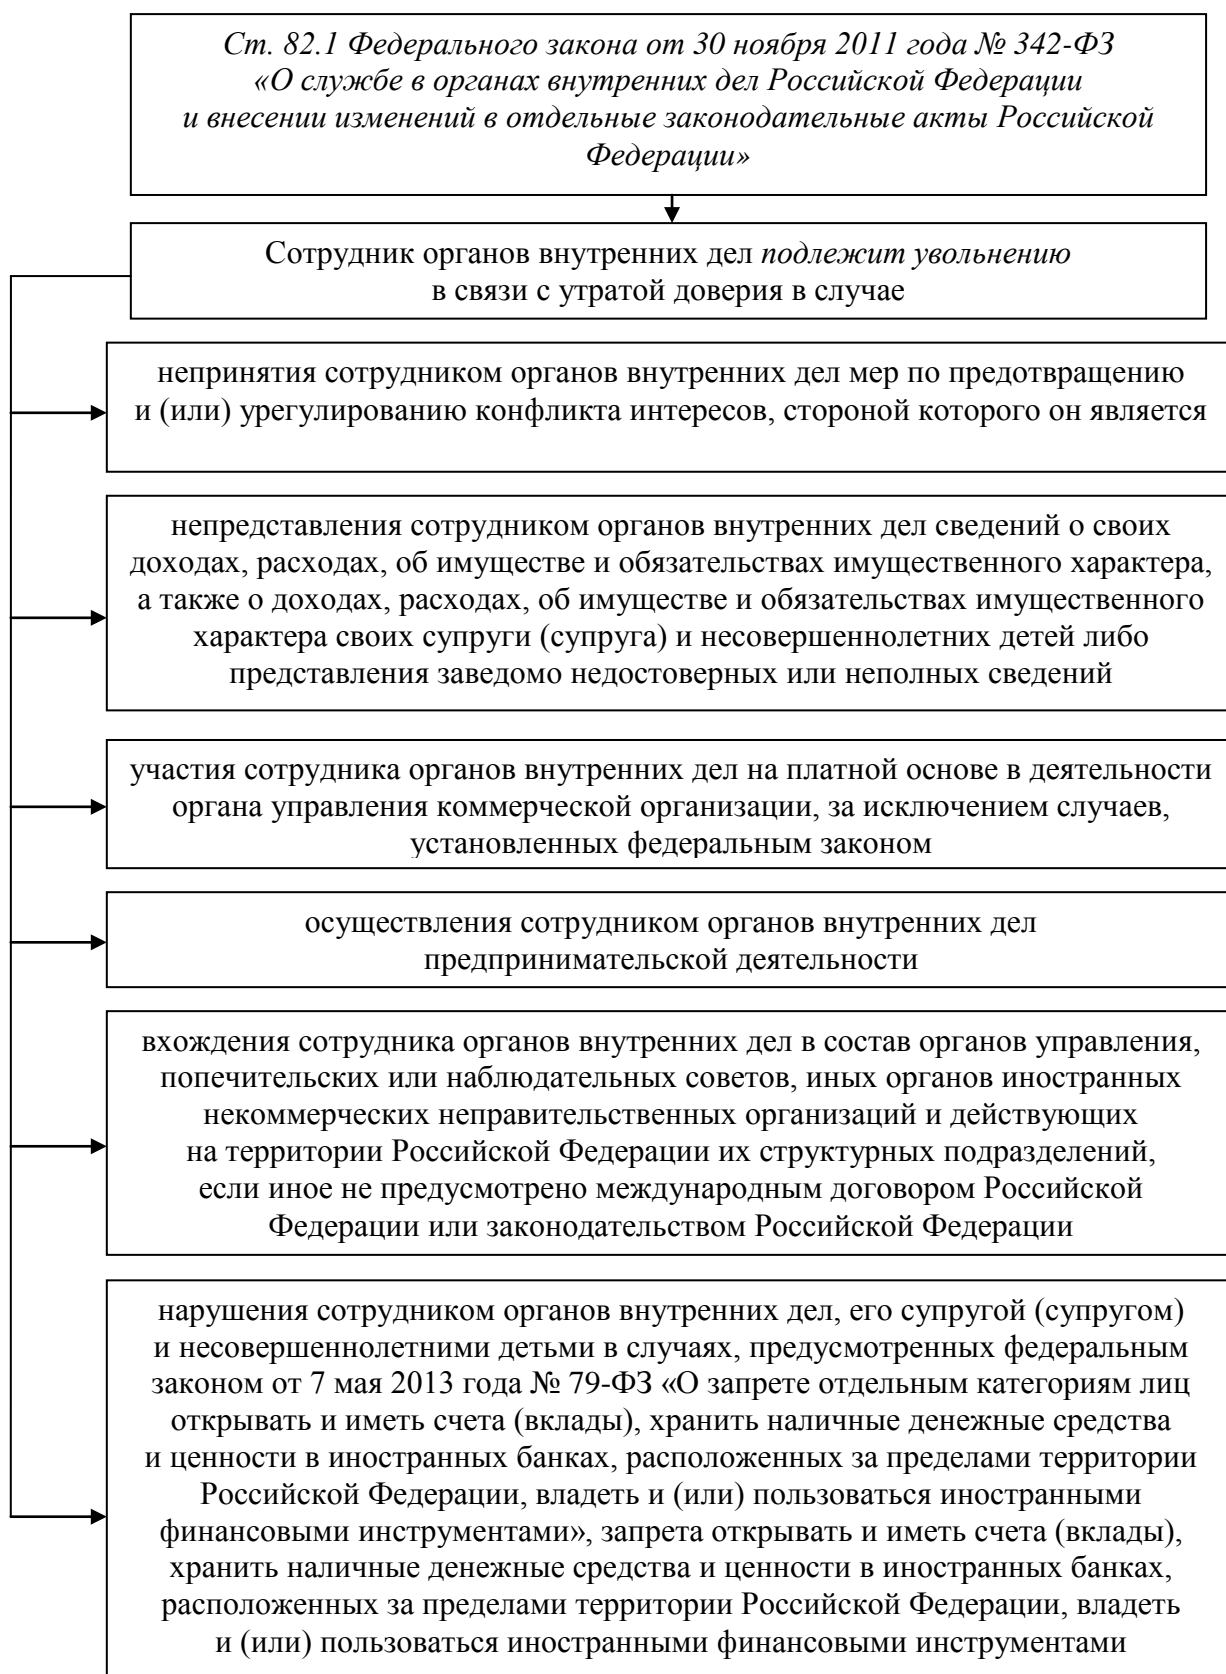 Ст. 82.1 Федерального закона от 30 ноября 2011 года № 342-ФЗ
«О службе в органах внутренних дел Российской Федерации
и внесении изменений в отдельные законодательные акты Российской
Федерации»
Сотрудник органов внутренних дел подлежит увольнению
в связи с утратой доверия в случае
непринятия сотрудником органов внутренних дел мер по предотвращению
и (или) урегулированию конфликта интересов, стороной которого он является
непредставления сотрудником органов внутренних дел сведений о своих
доходах, расходах, об имуществе и обязательствах имущественного характера,
а также о доходах, расходах, об имуществе и обязательствах имущественного
характера своих супруги (супруга) и несовершеннолетних детей либо
представления заведомо недостоверных или неполных сведений
участия сотрудника органов внутренних дел на платной основе в деятельности
органа управления коммерческой организации, за исключением случаев,
установленных федеральным законом
осуществления сотрудником органов внутренних дел
предпринимательской деятельности
вхождения сотрудника органов внутренних дел в состав органов управления,
попечительских или наблюдательных советов, иных органов иностранных
некоммерческих неправительственных организаций и действующих
на территории Российской Федерации их структурных подразделений,
если иное не предусмотрено международным договором Российской
Федерации или законодательством Российской Федерации
нарушения сотрудником органов внутренних дел, его супругой (супругом)
и несовершеннолетними детьми в случаях, предусмотренных федеральным
законом от 7 мая 2013 года № 79-ФЗ «О запрете отдельным категориям лиц
открывать и иметь счета (вклады), хранить наличные денежные средства
и ценности в иностранных банках, расположенных за пределами территории
Российской Федерации, владеть и (или) пользоваться иностранными
финансовыми инструментами», запрета открывать и иметь счета (вклады),
хранить наличные денежные средства и ценности в иностранных банках,
расположенных за пределами территории Российской Федерации, владеть
и (или) пользоваться иностранными финансовыми инструментами